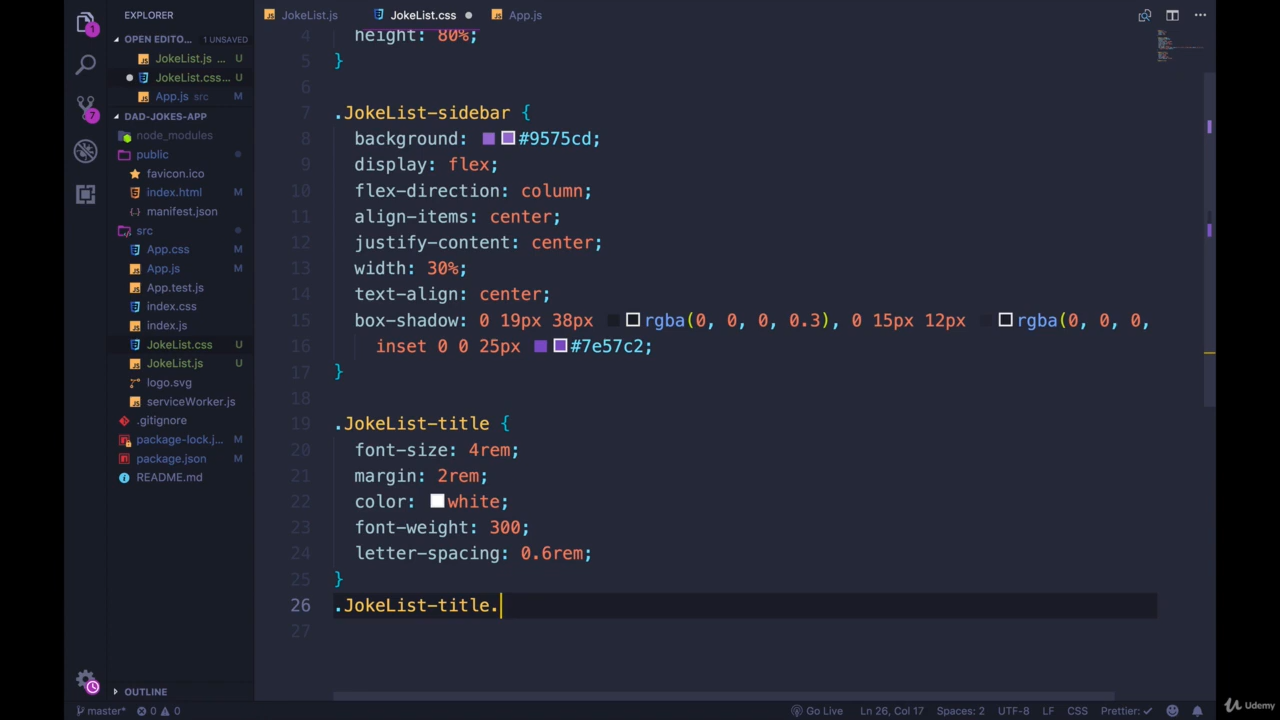 EXPLORER
JokeList.js
JokeList.css
App.js
OPEN EDITO... 1 UNSAVED
JokeList.js ... U
JokeList.css... U
App.js src M
DAD-JOKES-APP
node_modules
public
favicon.ico
index.html M
manifest.json
src
App.css M
App.js M
App.test.js
index.css
index.js
JokeList.css U
JokeList.js U
logo.svg
serviceWorker.js
.gitignore
package-lock.j... M
package.json M
README.md
OUTLINE
4 height: 80%;
5 }
6
7 .JokeList-sidebar {
8 background: #9575cd;
9 display: flex;
10 flex-direction: column;
11 align-items: center;
12 justify-content: center;
13 width: 30%;
14 text-align: center;
15 box-shadow: 0 19px 38px rgba(0, 0, 0, 0.3), 0 15px 12px rgba(0, 0, 0,
16 inset 0 0 25px #7e57c2;
17 }
18
19 .JokeList-title {
20 font-size: 4rem;
21 margin: 2rem;
22 color: white;
23 font-weight: 300;
24 letter-spacing: 0.6rem;
25 }
26 .JokeList-title.
27
1
7
master* 0 0
Go Live Ln 26, Col 17 Spaces: 2 UTF-8 LF CSS Prettier: ✓
Udemy